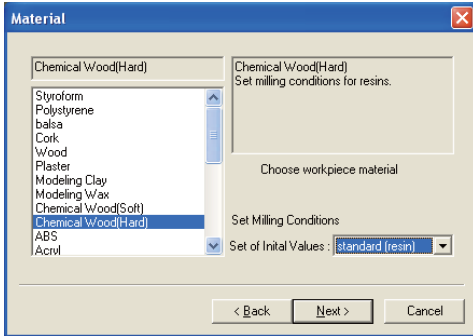 Material
Chemical Wood(Hard)
Styroform
Polystyrene
balsa
Cork
Wood
Plaster
Modeling Clay
Modeling Wax
Chemical Wood(Soft)
Chemical Wood(Hard)
ABS
Acryl
Chemical Wood(Hard)
Set milling conditions for resins.
Choose workpiece material
Set Milling Conditions
Set of Inital Values : standard (resin)
< Back
Next >
Cancel